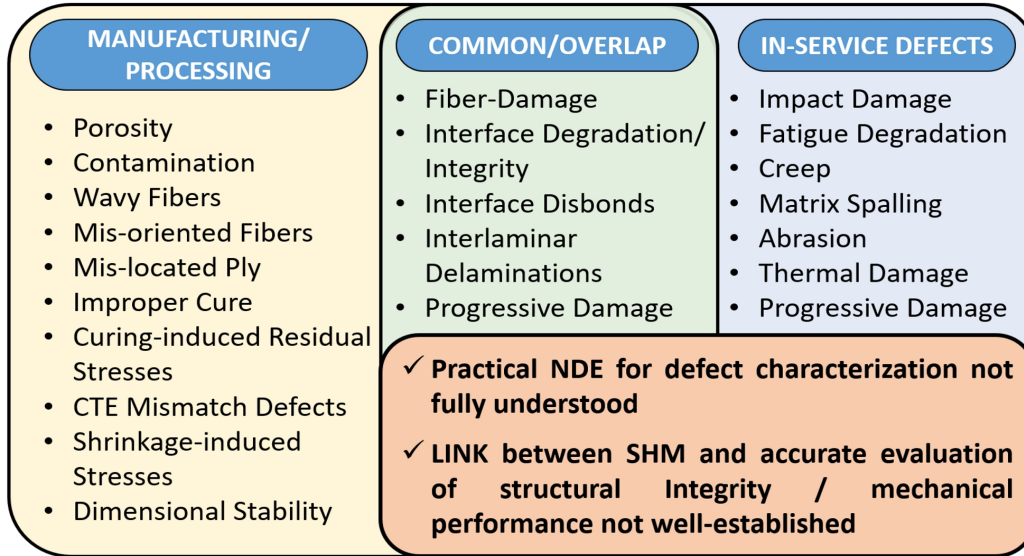 MANUFACTURING/
PROCESSING
• Porosity
• Contamination
• Wavy Fibers
• Mis-oriented Fibers
• Mis-located Ply
• Improper Cure
• Curing-induced Residual
Stresses
• CTE Mismatch Defects
• Shrinkage-induced
Stresses
• Dimensional Stability
COMMON/OVERLAP
• Fiber-Damage
• Interface Degradation/
Integrity
• Interface Disbonds
• Interlaminar
Delaminations
• Progressive Damage
IN-SERVICE DEFECTS
• Impact Damage
• Fatigue Degradation
• Creep
• Matrix Spalling
• Abrasion
• Thermal Damage
• Progressive Damage
✓ Practical NDE for defect characterization not
fully understood
✓ LINK between SHM and accurate evaluation
of structural Integrity / mechanical
performance not well-established